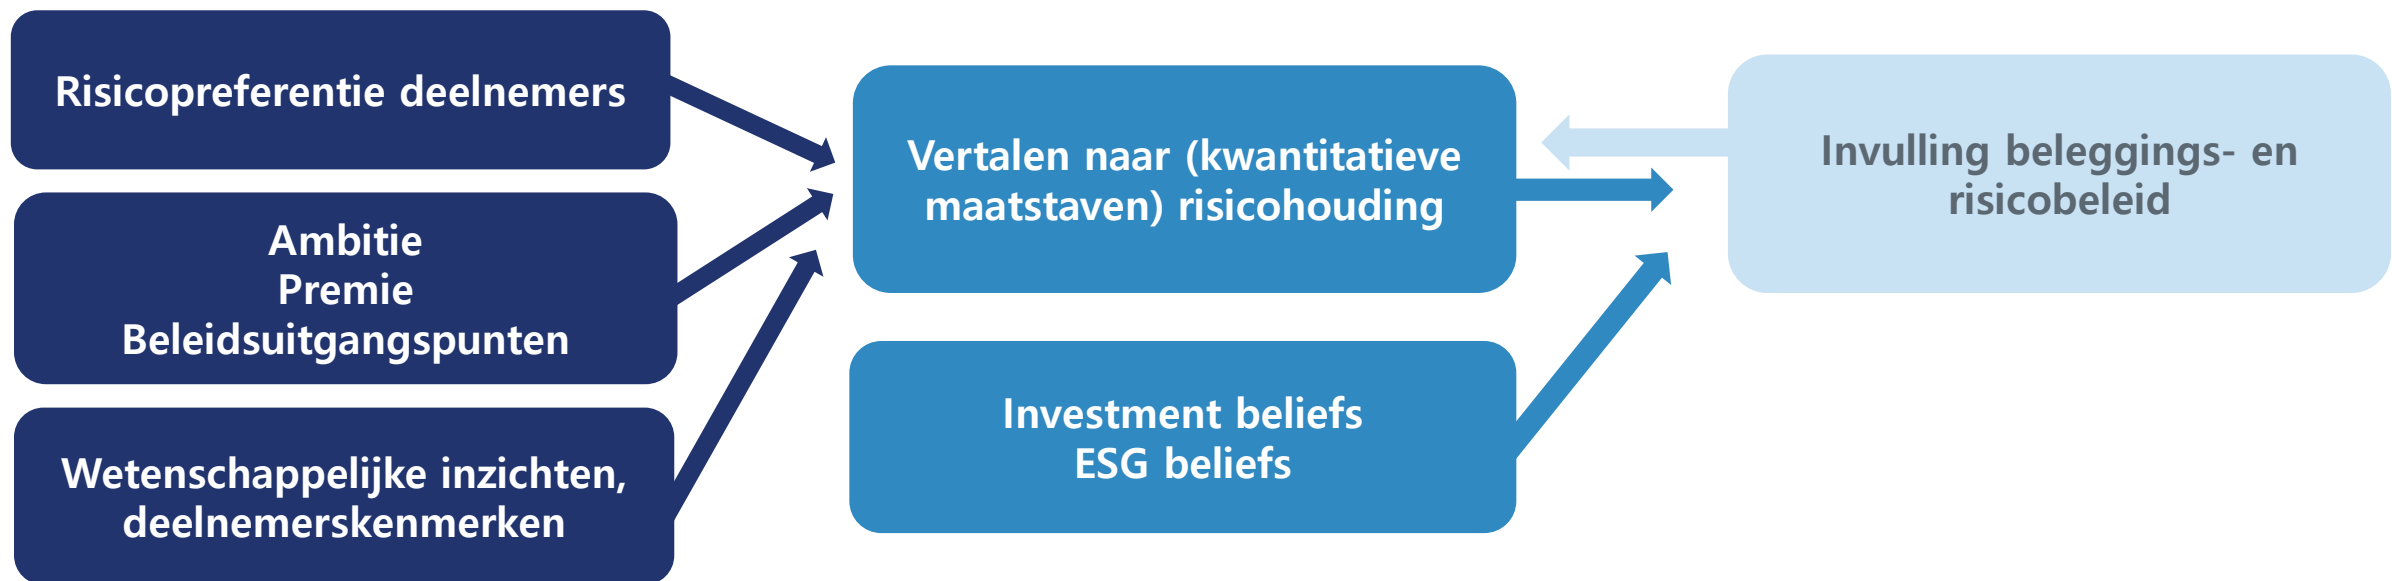 Risicopreferentie deelnemers
Ambitie
Premie
Beleidsuitgangspunten
Wetenschappelijke inzichten,
deelnemerskenmerken
Vertalen naar (kwantitatieve
maatstaven) risicohouding
Investment beliefs
ESG beliefs
Invulling beleggings- en
risicobeleid